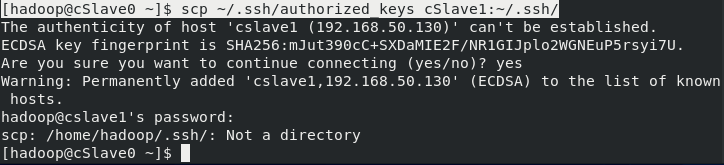 [hadoop@cSlave0 ~]$ scp ~/.ssh/authorized_keys cSlave1:~/.ssh/
The authenticity of host 'cslave1 (192.168.50.130)' can't be established.
ECDSA key fingerprint is SHA256:mJut390cC+SXDaMIE2F/NR1GIJplo2WGNEuP5rsyi7U.
Are you sure you want to continue connecting (yes/no)? yes
Warning: Permanently added 'cslave1,192.168.50.130' (ECDSA) to the list of known
 hosts.
hadoop@cslave1's password:
scp: /home/hadoop/.ssh/: Not a directory
[hadoop@cSlave0 ~]$